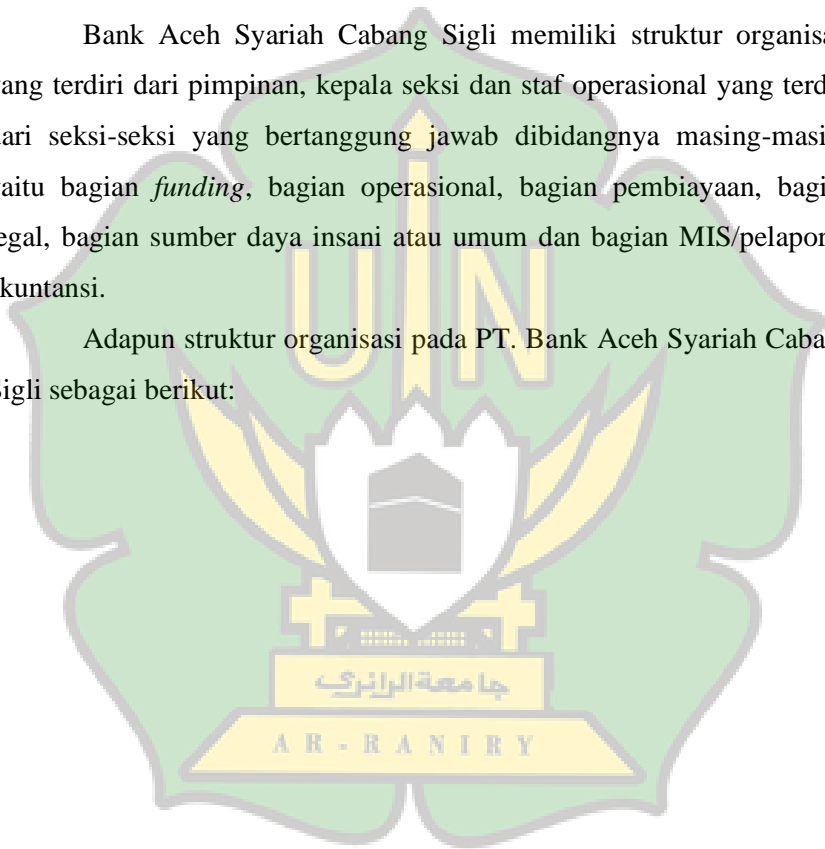 Bank Aceh Syariah Cabang Sigli memiliki struktur organisa
yang terdiri dari pimpinan, kepala seksi dan staf operasional yang terd
dari seksi-seksi yang bertanggung jawab dibidangnya masing-masi
yaitu bagian funding, bagian operasional, bagian pembiayaan, bagi
egal, bagian sumber daya insani atau umum dan bagian MIS/pelapor
kuntansi.
Adapun struktur organisasi pada PT. Bank Aceh Syariah Caba
Sigli sebagai berikut:
UIN
جامعة الرانري
AR-RANIRY